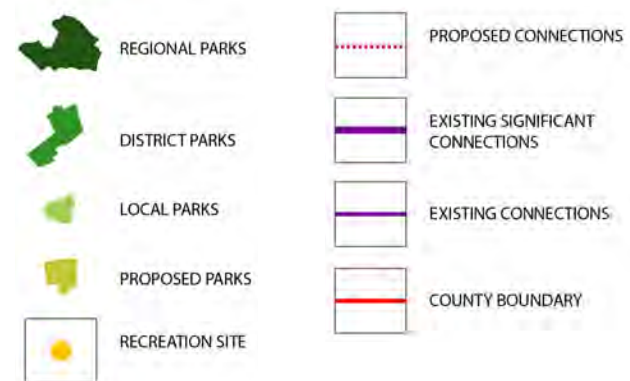 REGIONAL PARKS
DISTRICT PARKS
LOCAL PARKS
PROPOSED PARKS
RECREATION SITE
PROPOSED CONNECTIONS
EXISTING SIGNIFICANT
CONNECTIONS
EXISTING CONNECTIONS
COUNTY BOUNDARY